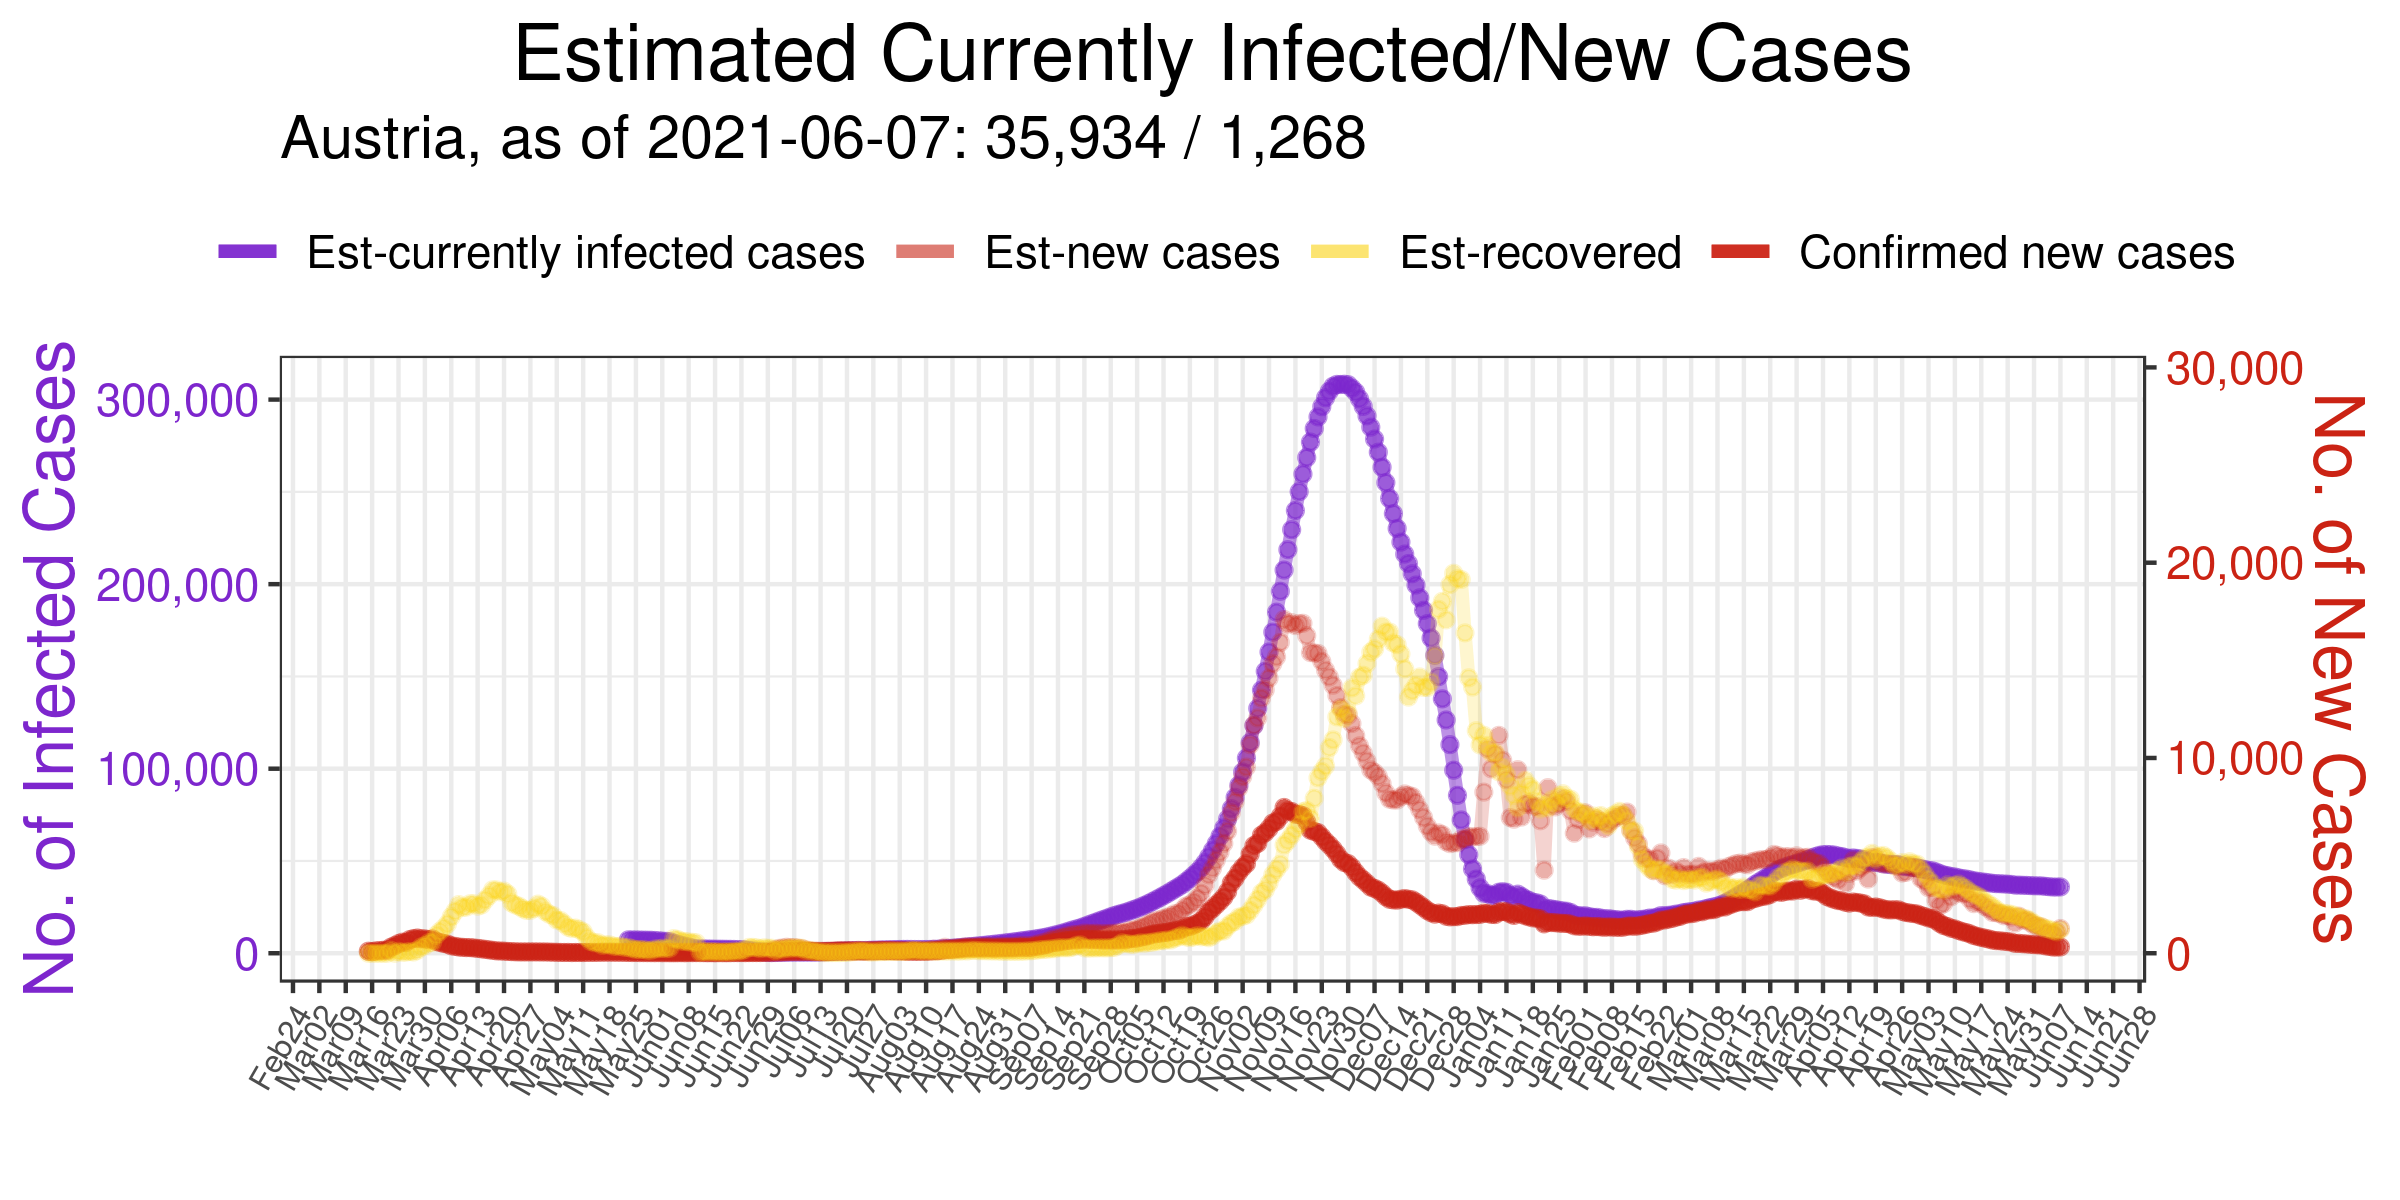 Estimated Currently Infected/New Cases
Austria, as of 2021-06-07: 35,934 / 1,268
Est-currently infected cases Est-new cases Est-recovered Confirmed new cases
No. of Infected Cases
300,000
200,000
100,000
0
30,000
20,000
10,000
0
No. of New Cases
Feb24
Mar02
Mar09
Mar16
Mar23
Mar30
Apr06
Apr13
Apr20
Apr27
May04
May11
May18
May25
Jun01
Jun08
Jun15
Jun22
Jun29
Jul06
Jul13
Jul20
Jul27
Aug03
Aug10
Aug17
Aug24
Aug31
Sep07
Sep14
Sep21
Sep28
Oct05
Oct12
Oct19
Oct26
Nov02
Nov09
Nov16
Nov23
Nov30
Dec07
Dec14
Dec21
Dec28
Jan04
Jan11
Jan18
Jan25
Feb01
Feb08
Feb15
Feb22
Mar01
Mar08
Mar15
Mar22
Mar29
Apr05
Apr12
Apr19
Apr26
May03
May10
May17
May24
May31
Jun07
Jun14
Jun21
Jun28